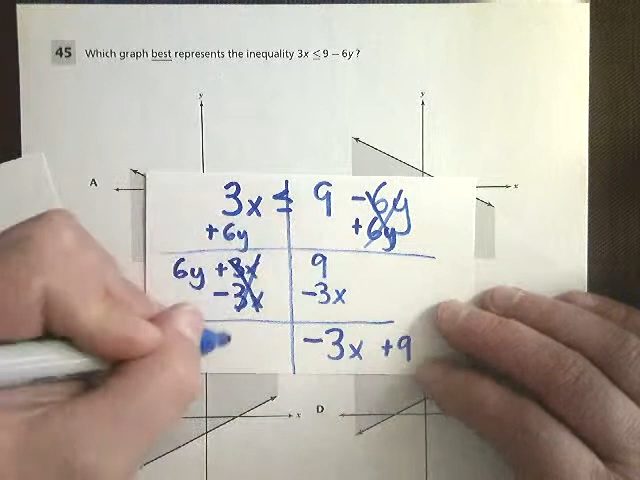 45 Which graph best represents the inequality 3x ≤ 9 − 6y?
y
y
A
x
3x ≤ 9 −6y
+6y +6y
6y +3x 9
−3x −3x
−3x +9
x
D